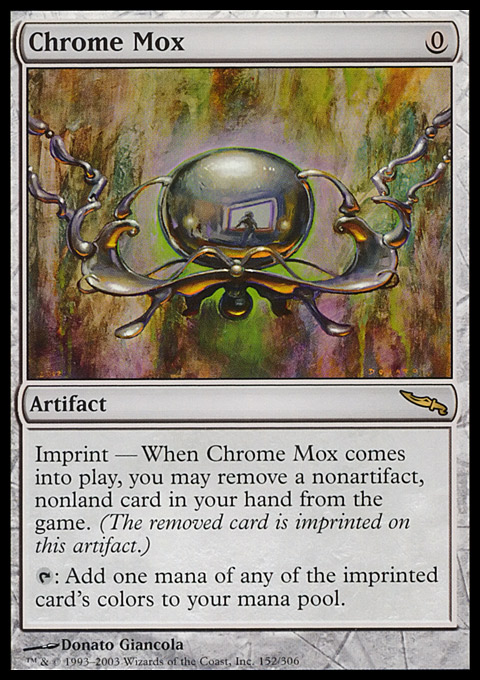 Chrome Mox 0
DONATO
Artifact
Imprint — When Chrome Mox comes
into play, you may remove a nonartifact,
nonland card in your hand from the
game. (The removed card is imprinted on
this artifact.)
: Add one mana of any of the imprinted
card's colors to your mana pool.
Donato Giancola
™ & © 1993–2003 Wizards of the Coast, Inc. 152/306